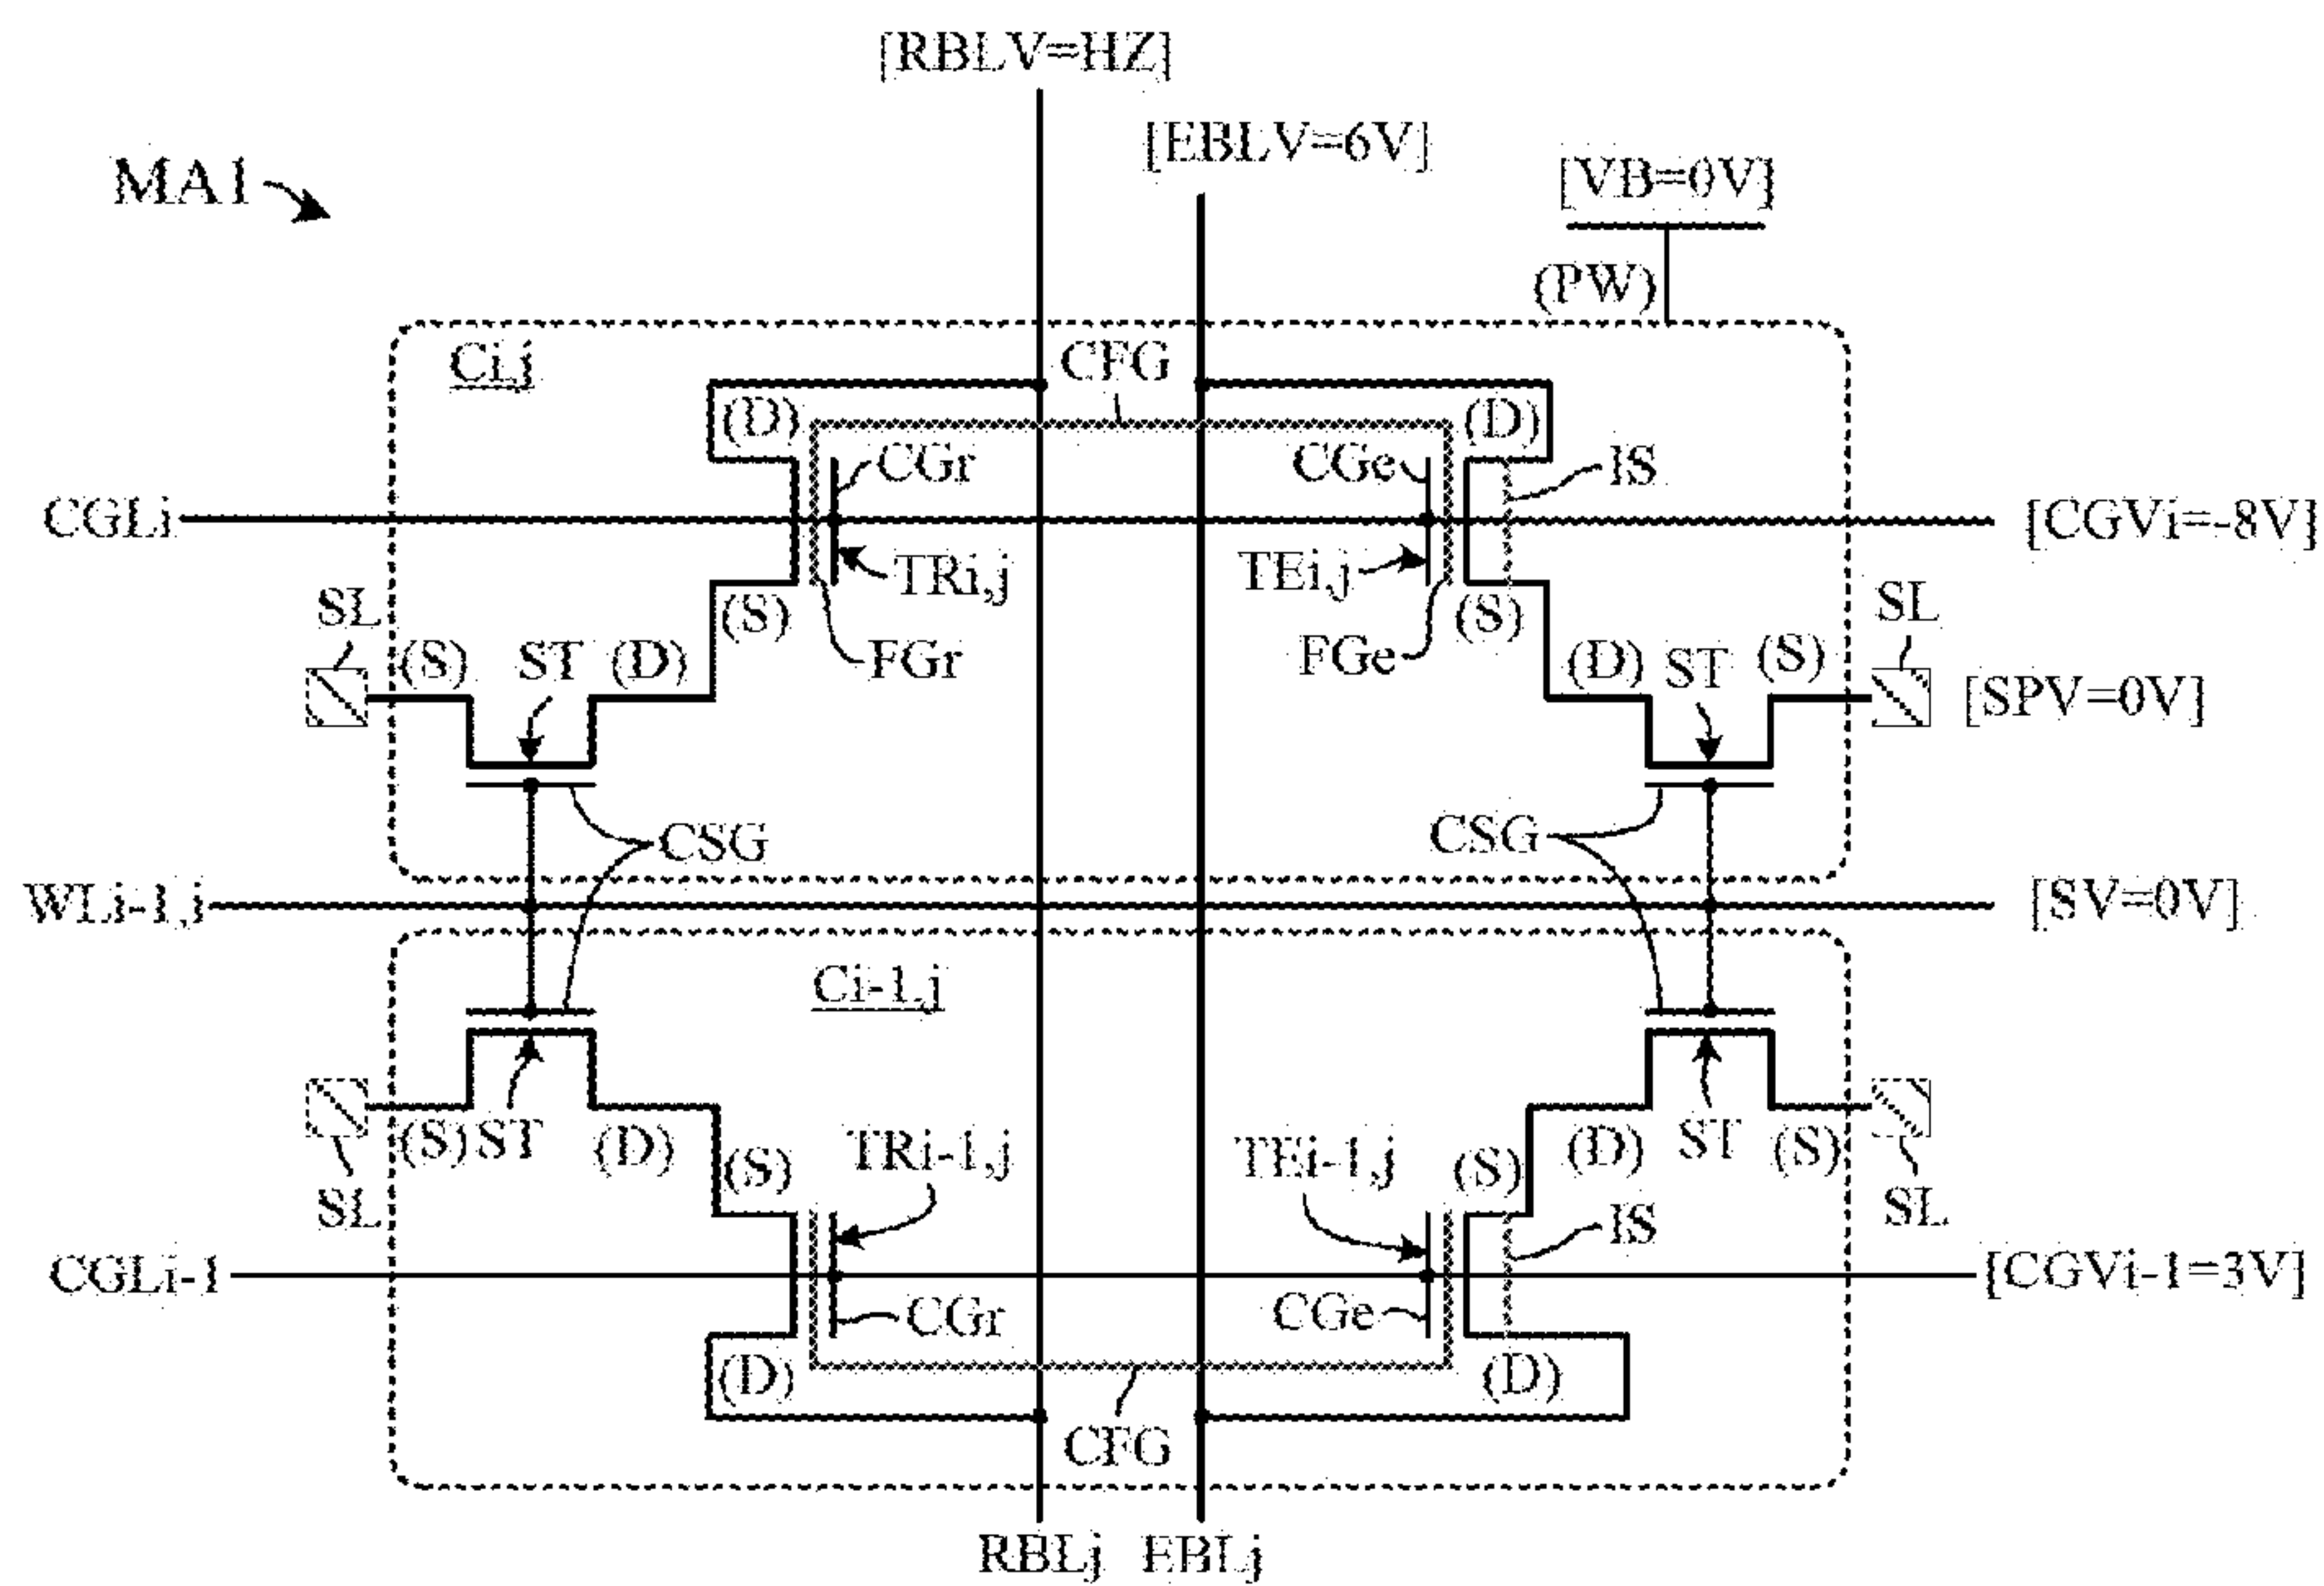 [RBLV=HZ]
[EBLV=6V]
MA1
[VB=0V]
(PW)
Ci,j
CFG
(D)
(D)
CGr
CGe
IS
CGLi
[CGVi=-8V]
TRi,j
TEi,j
SL
(S)
(S)
SL
(S)
ST
(D)
FGr
FGe
(D)
ST
(S)
[SPV=0V]
CSG
CSG
WLi-1,j
[SV=0V]
Ci-1,j
(S)
ST
(D)
(S)
TRi-1,j
TEi-1,j
(S)
(D)
ST
(S)
SL
IS
SL
CGLi-1
[CGVi-1=3V]
CGr
CGe
(D)
(D)
CFG
RBLj
EBLj